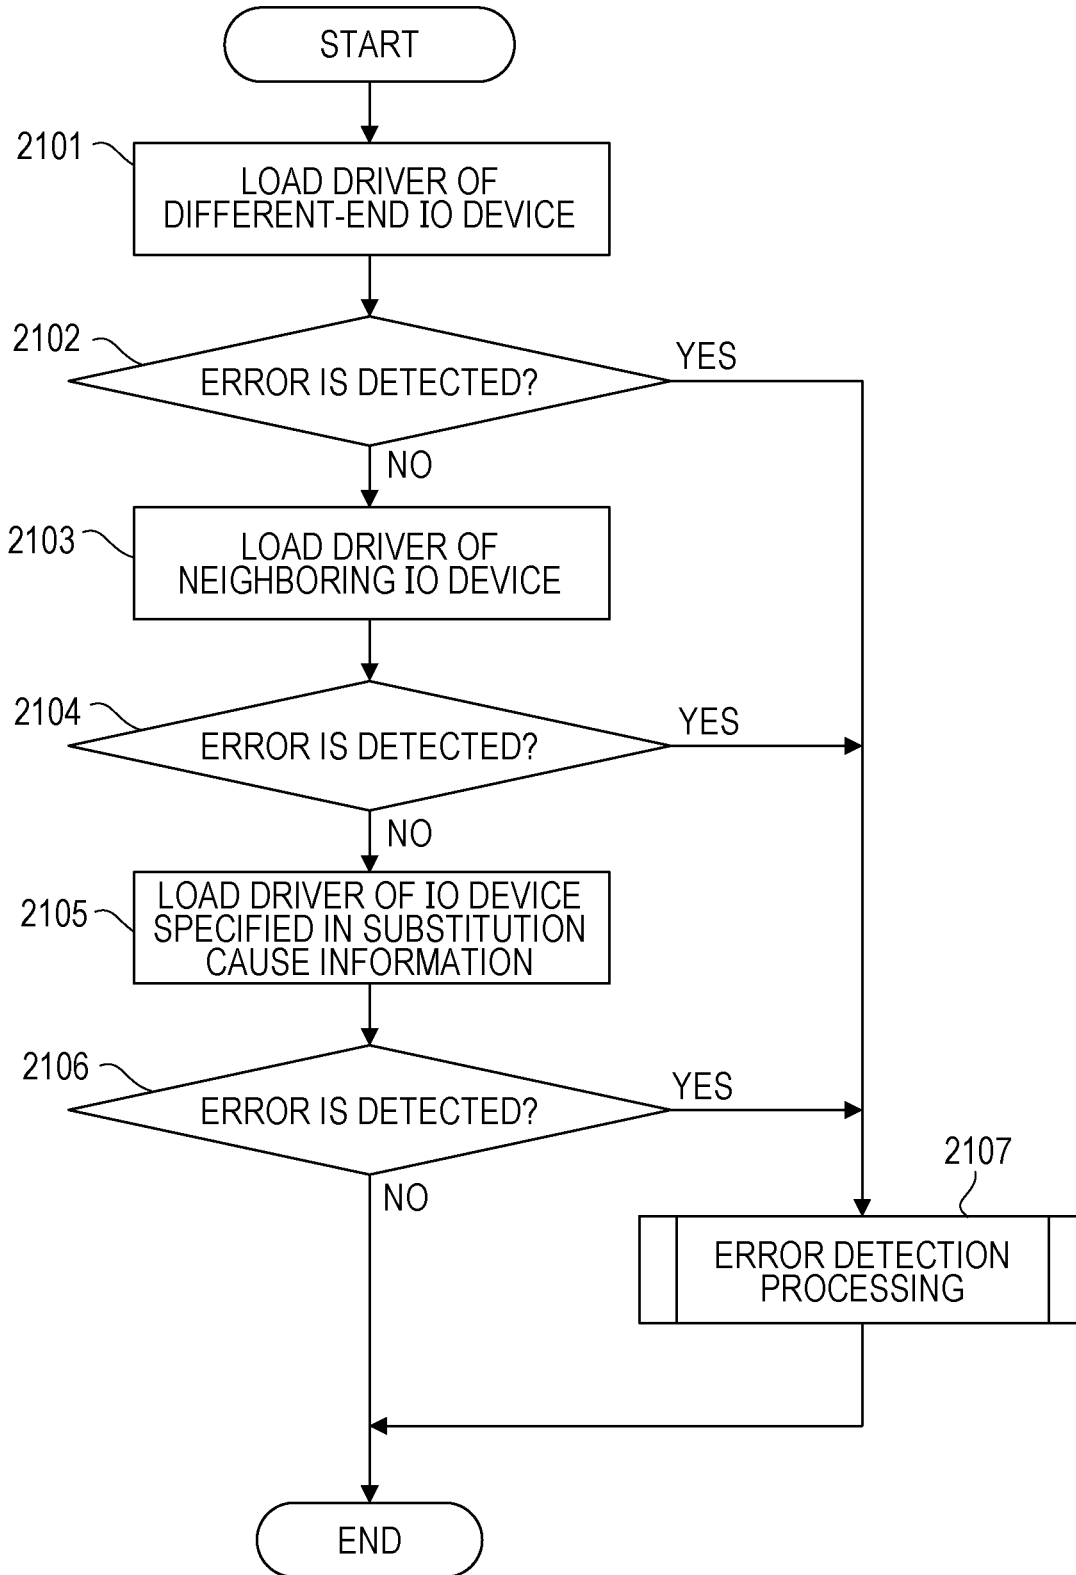 START
2101
LOAD DRIVER OF
DIFFERENT-END IO DEVICE
2102
ERROR IS DETECTED?
YES
NO
2103
LOAD DRIVER OF
NEIGHBORING IO DEVICE
2104
ERROR IS DETECTED?
YES
NO
2105
LOAD DRIVER OF IO DEVICE
SPECIFIED IN SUBSTITUTION
CAUSE INFORMATION
2106
ERROR IS DETECTED?
YES
NO
2107
ERROR DETECTION
PROCESSING
END